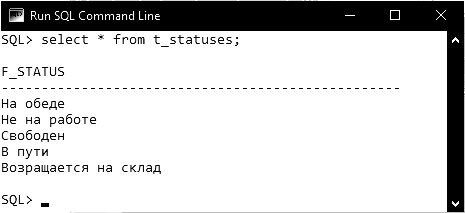 Run SQL Command Line
SQL> select * from t_statuses;
F_STATUS
--------------------------------------------------
На обеде
Не на работе
Свободен
В пути
Возращается на склад
SQL>